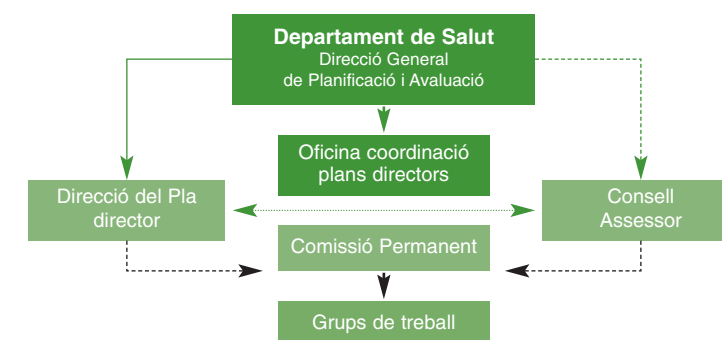 Departament de Salut
Direcció General
de Planificació i Avaluació
Oficina coordinació
plans directors
Direcció del Pla
director
Consell
Assessor
Comissió Permanent
Grups de treball